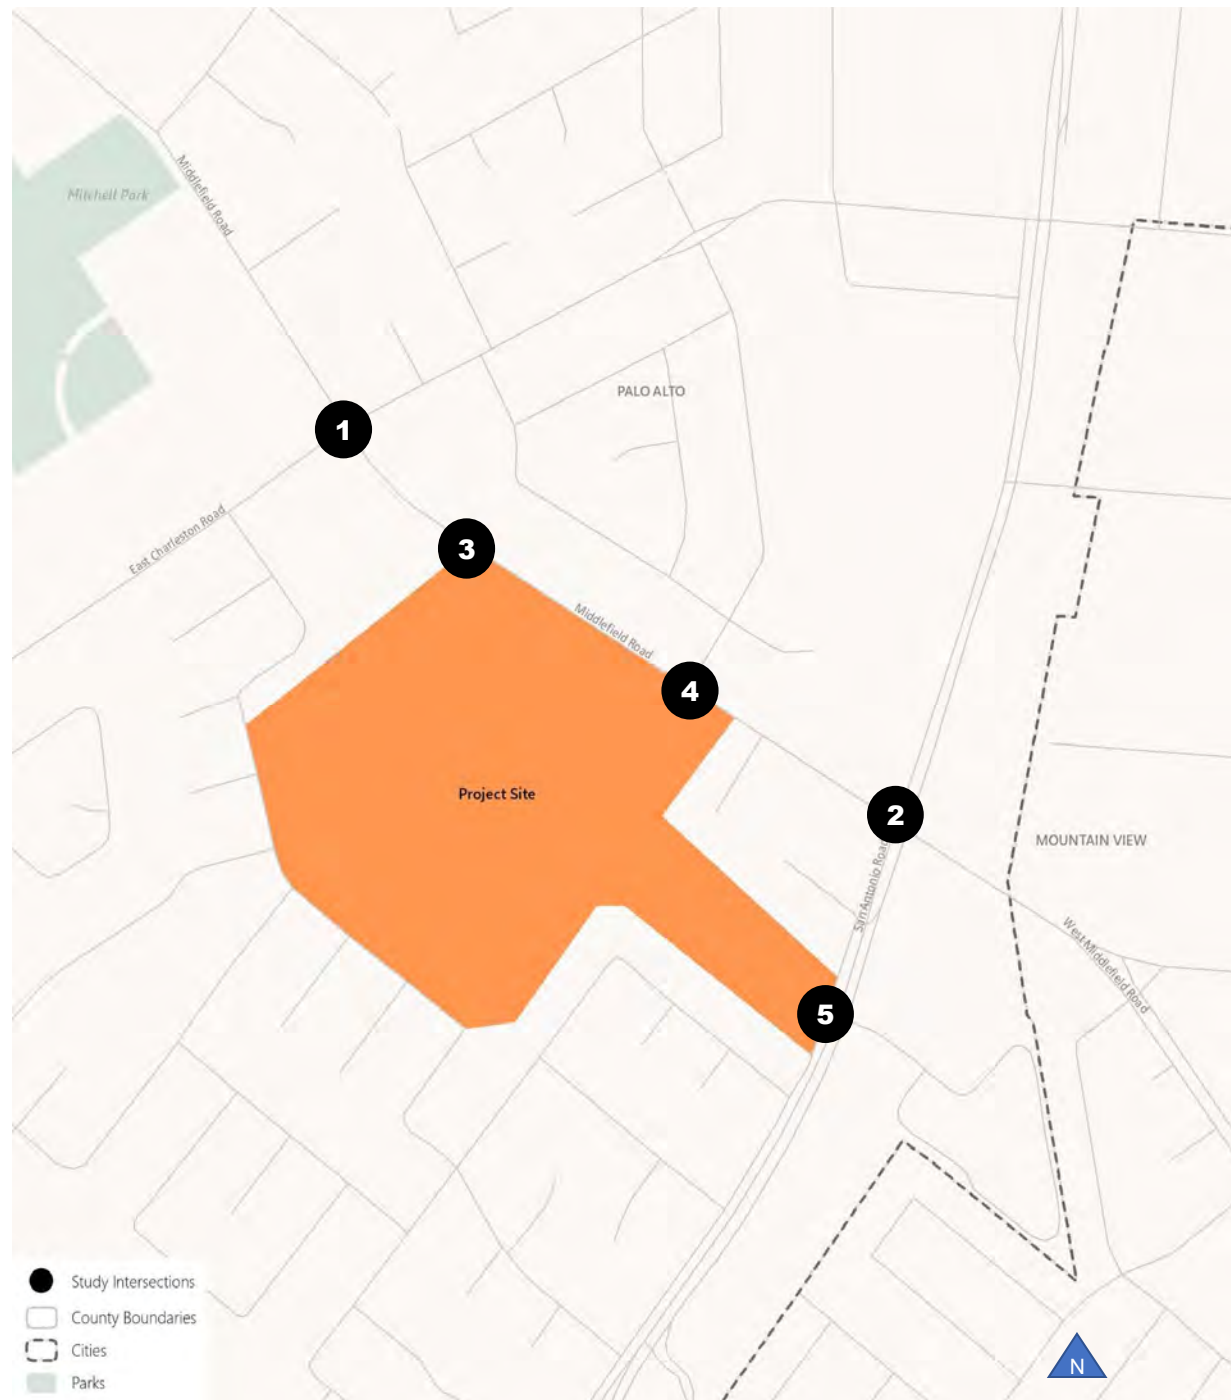 Mitchell Park
Middlefield Road
PALO ALTO
1
East Charleston Road
3
Middlefield Road
4
Project Site
2
San Antonio Road
MOUNTAIN VIEW
West Middlefield Road
5
Study Intersections
County Boundaries
Cities
Parks
N